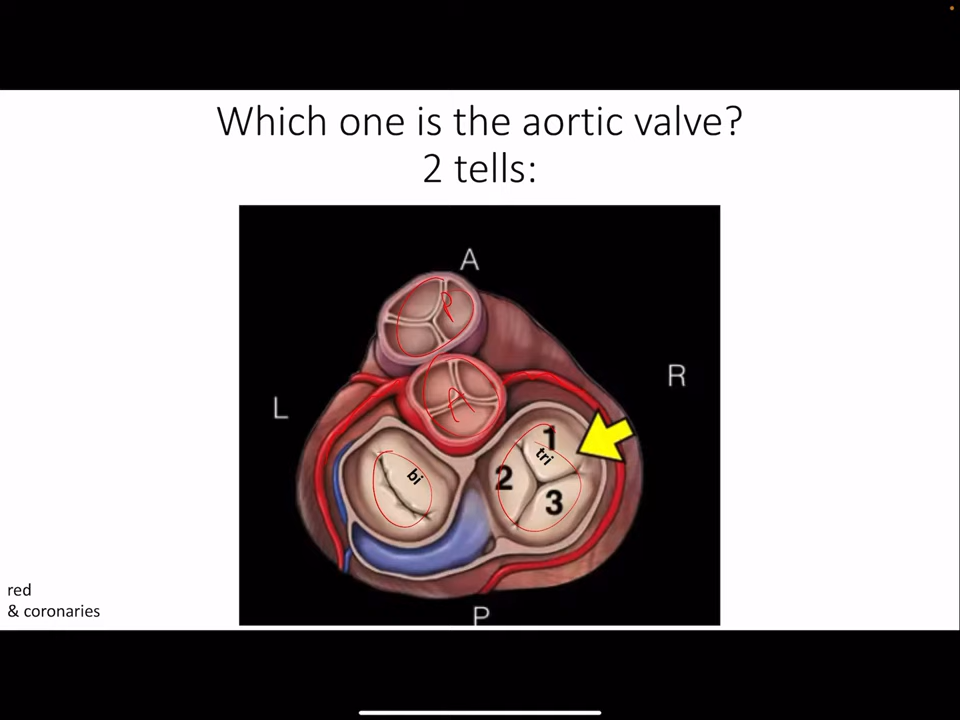 Which one is the aortic valve?
2 tells:
A
P
R
A
L
1
tri
bi
2
3
red
& coronaries
P